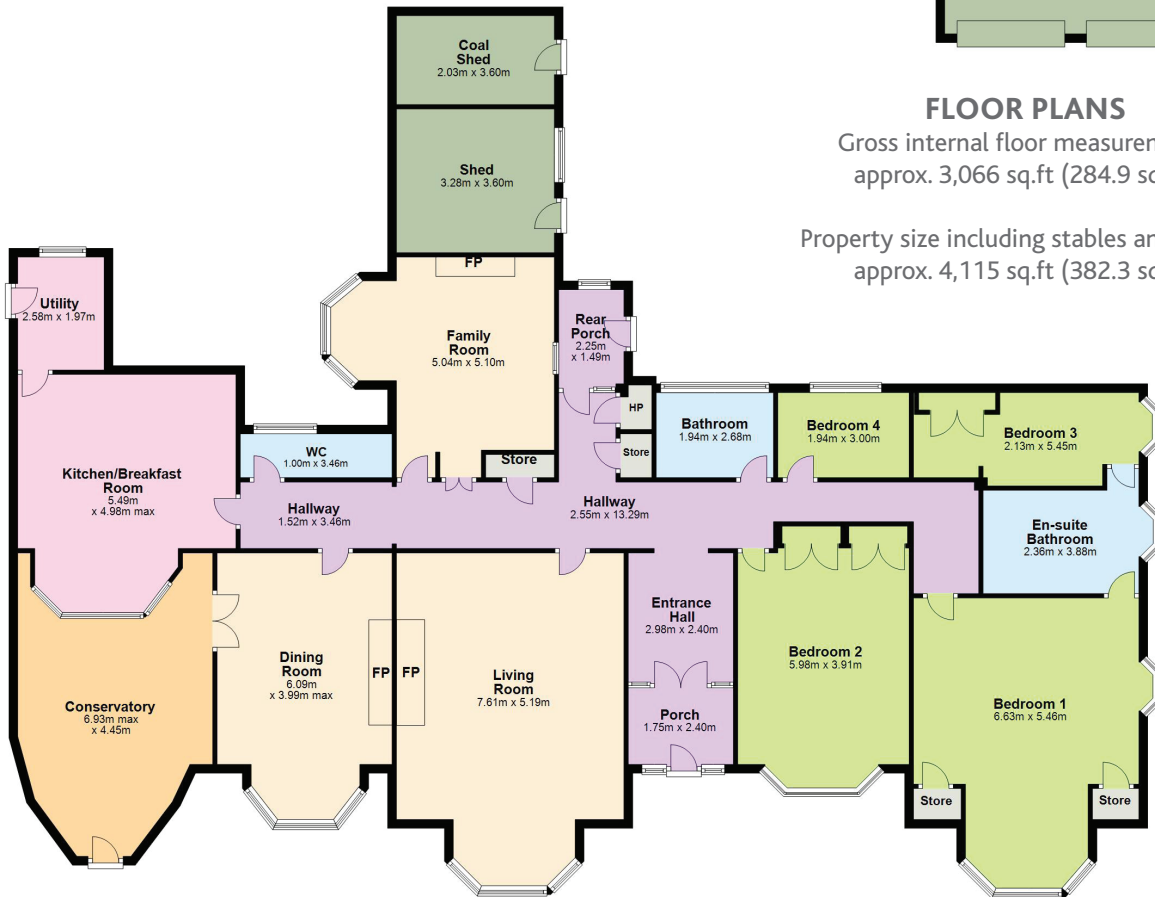 Coal
Shed
2.03m x 3.60m
FLOOR PLANS
Gross internal floor
approx. 3,066 sq.ft (284.9
Property size including stables
approx. 4,115 sq.ft (382.3
Shed
3.28m x 3.60m
FP
Utility
2.58m x 1.97m
Family
Room
5.04m x 5.10m
Rear
Porch
2.25m
x 1.49m
HP
Store
Bathroom
1.94m x 2.68m
Bedroom 4
1.94m x 3.00m
Bedroom 3
2.13m x 5.45m
WC
1.00m x 3.46m
Store
Kitchen/Breakfast
Room
5.49m
x 4.98m max
Hallway
1.52m x 3.46m
Hallway
2.55m x 13.29m
En-suite
Bathroom
2.36m x 3.88m
Entrance
Hall
2.98m x 2.40m
Conservatory
6.93m max
x 4.45m
Dining
Room
6.09m
x 3.99m max
FP
FP
Living
Room
7.61m x 5.19m
Porch
1.75m x 2.40m
Bedroom 2
5.98m x 3.91m
Bedroom 1
6.63m x 5.46m
Store
Store